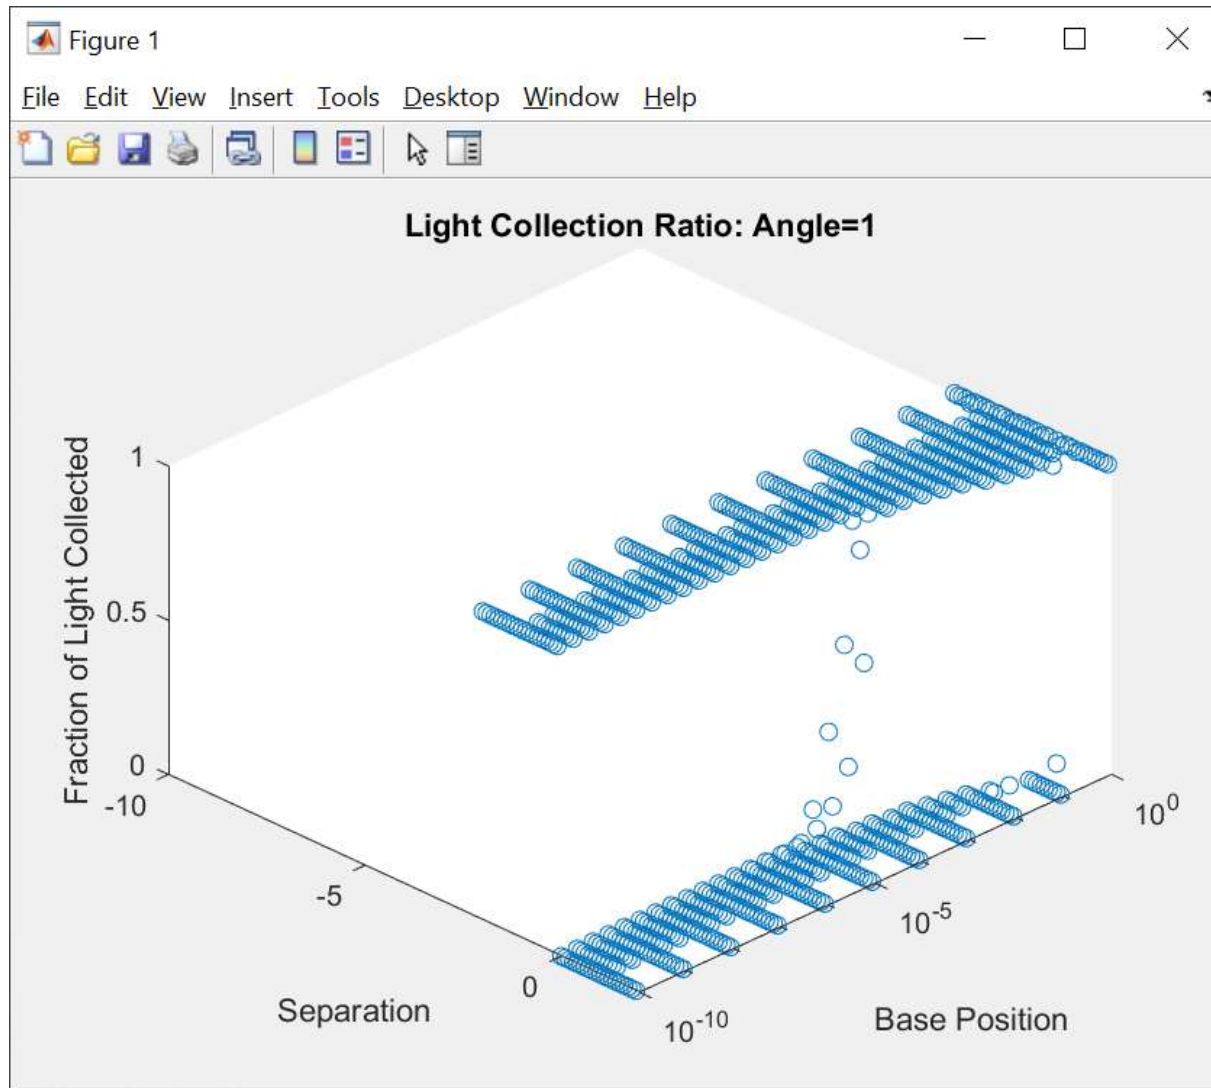 Figure 1
File Edit View Insert Tools Desktop Window Help
Light Collection Ratio: Angle=1
Fraction of Light Collected
1
0.5
0
-10
-5
0
Separation
10^-10
10^-5
10^0
Base Position